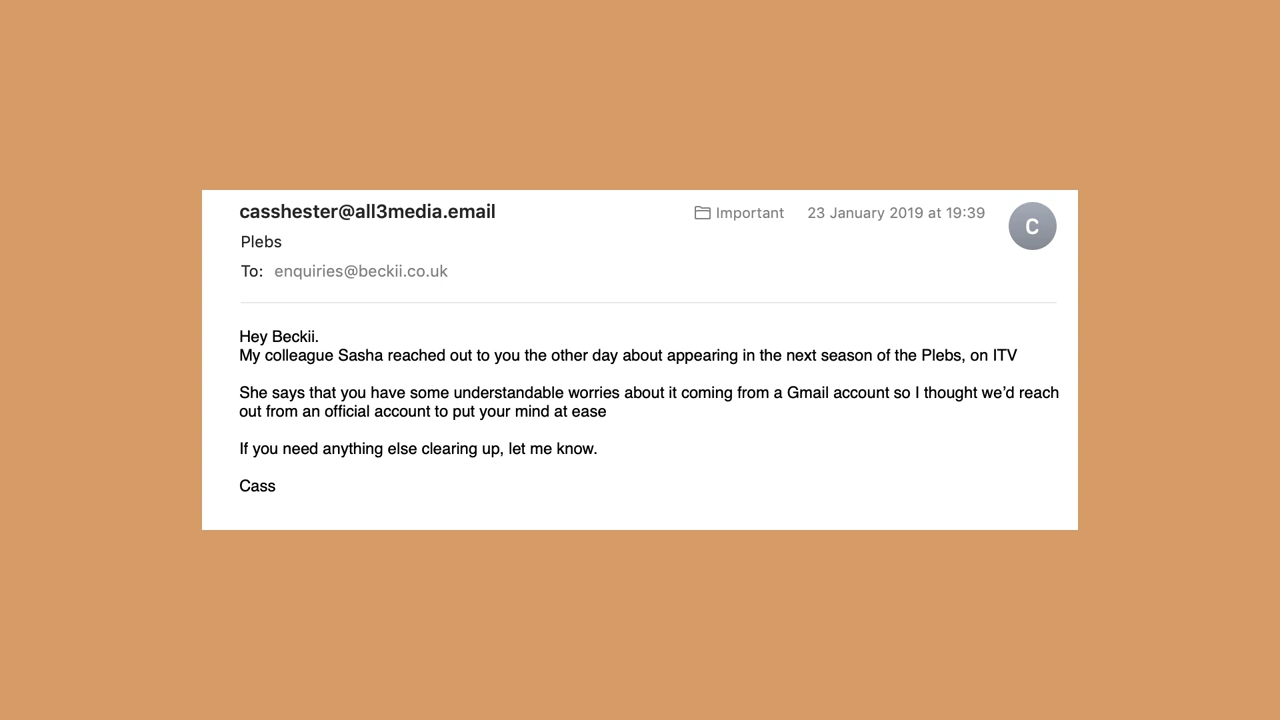 casshester@all3media.email
Important 23 January 2019 at 19:39
C
Plebs
To: enquiries@beckii.co.uk
Hey Beckii.
My colleague Sasha reached out to you the other day about appearing in the next season of the Plebs, on ITV
She says that you have some understandable worries about it coming from a Gmail account so I thought we’d reach
out from an official account to put your mind at ease
If you need anything else clearing up, let me know.
Cass